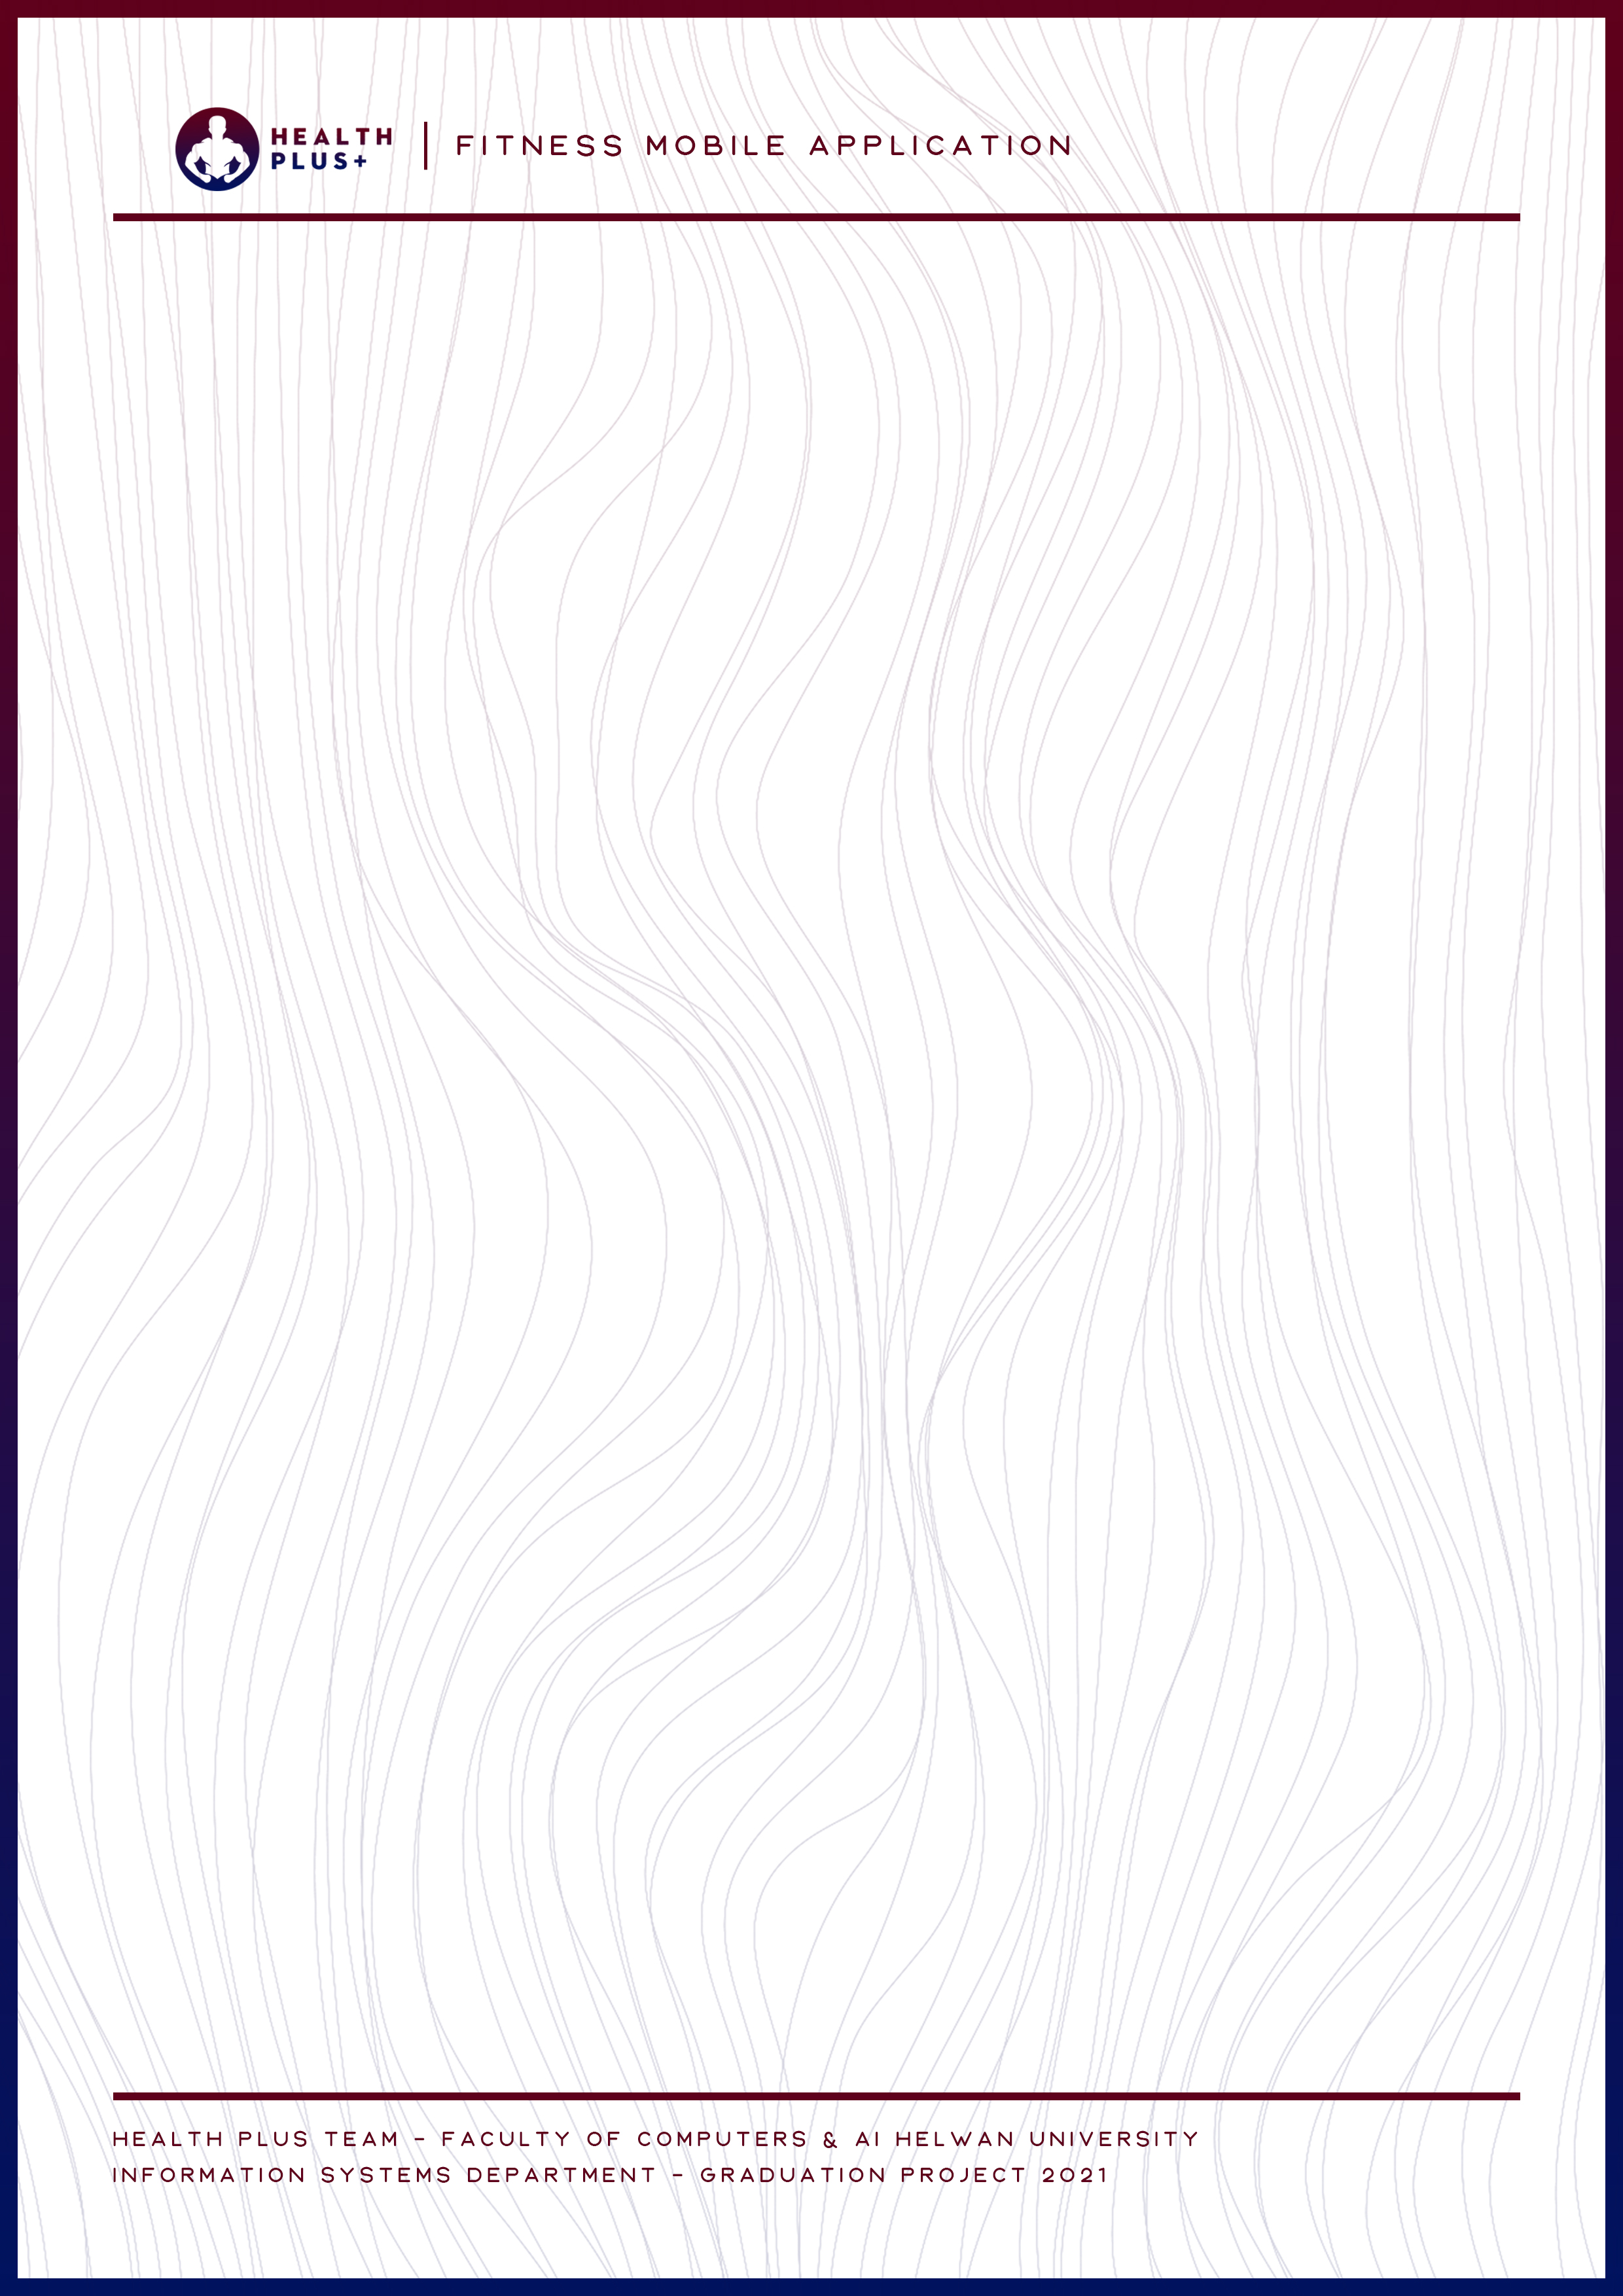 HEALTH
PLUS+
FITNESS MOBILE APPLICATION
HEALTH PLUS TEAM - FACULTY OF COMPUTERS & AI HELWAN UNIVERSITY
INFORMATION SYSTEMS DEPARTMENT - GRADUATION PROJECT 2021